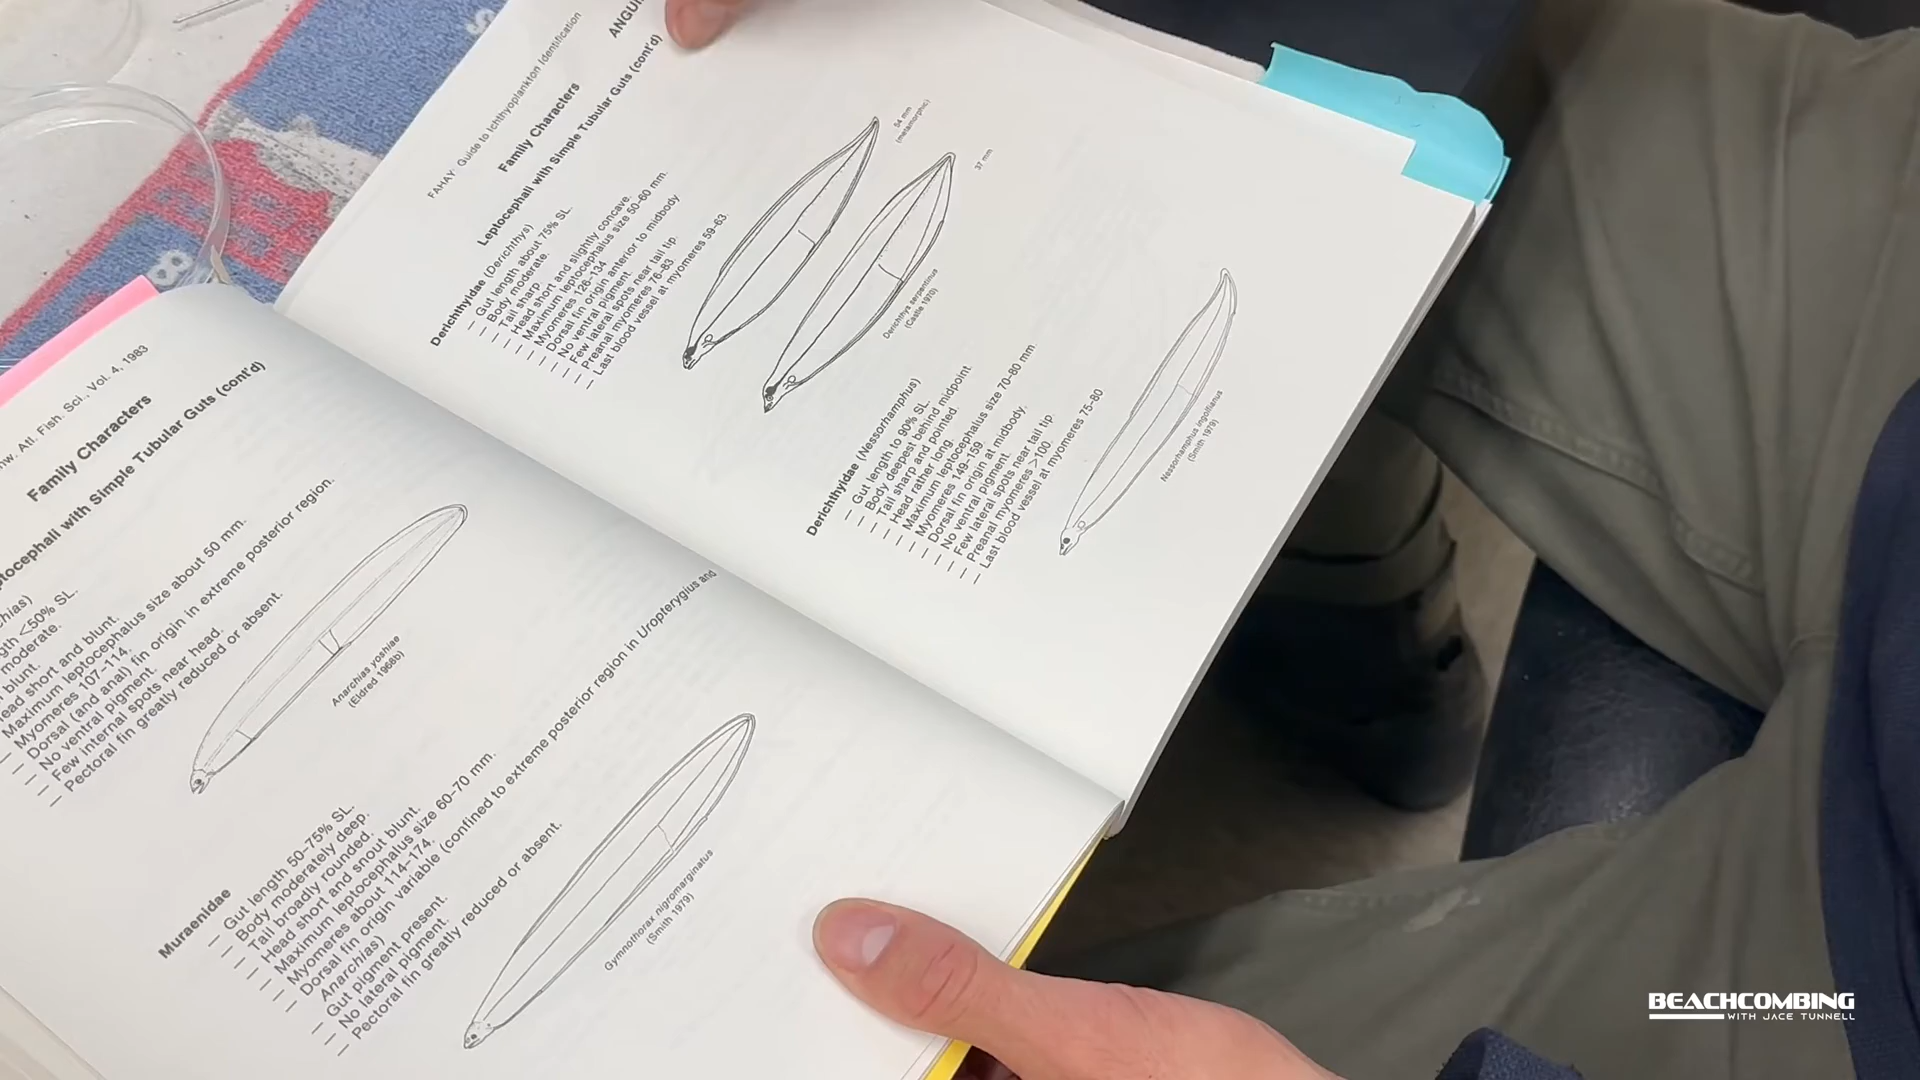 nw. Atl. Fish. Sci., Vol. 4, 1983
Family Characters
tocephali with Simple Tubular Guts (cont'd)
chias)
gth <50% SL.
moderate.
blunt.
ead short and blunt.
Maximum leptocephalus size about 50 mm.
— Myomeres 107–114.
— Dorsal (and anal) fin origin in extreme posterior region.
— No ventral pigment.
— Few internal spots near head.
— Pectoral fin greatly reduced or absent.
Anarchias yoshiae
(Eldred 1968b)
Muraenidae
— Gut length 50–75% SL.
— Body moderately deep.
— Tail broadly rounded.
— Head short and snout blunt.
— Maximum leptocephalus size 60–70 mm.
— Myomeres about 114–174.
— Dorsal fin origin variable (confined to extreme posterior region in Uropterygius and
Anarchias)
— Gut pigment present.
— No lateral pigment.
— Pectoral fin greatly reduced or absent.
Gymnothorax nigromarginatus
(Smith 1979)
FAHAY: Guide to Ichthyoplankton Identification
ANGUI
Family Characters
Leptocephali with Simple Tubular Guts (cont'd)
Derichthyidae (Derichthys)
— Gut length about 75% SL.
— Body moderate.
— Tail sharp
— Head short and slightly concave.
— Maximum leptocephalus size 50–60 mm.
— Myomeres 126–134
— Dorsal fin origin anterior to midbody
— No ventral pigment.
— Few lateral spots near tail tip.
— Preanal myomeres 76–83.
— Last blood vessel at myomeres 59–63.
54 mm
(metamorphic)
37 mm
Derichthys serpentinus
(Castle 1970)
Derichthyidae (Nessorhamphus)
— Gut length to 90% SL.
— Body deepest behind midpoint.
— Tail sharp and pointed.
— Head rather long.
— Maximum leptocephalus size 70–80 mm
— Myomeres 149–159.
— Dorsal fin origin at midbody.
— No ventral pigment.
— Few lateral spots near tail tip.
— Preanal myomeres >100.
— Last blood vessel at myomeres 75–80
Nessorhamphus ingolfianus
(Smith 1979)
BEACHCOMBING
WITH JACE TUNNELL